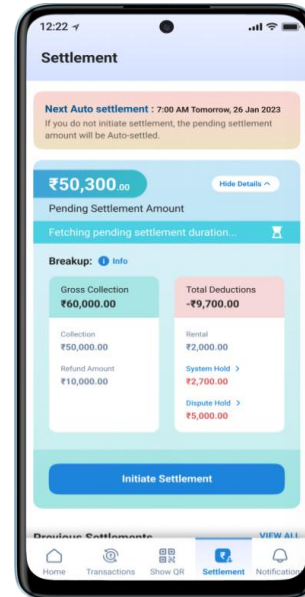 12:22
Settlement
Next Auto settlement : 7:00 AM Tomorrow, 26 Jan 2023
If you do not initiate settlement, the pending settlement
amount will be Auto-settled.
₹50,300.00
Hide Details
Pending Settlement Amount
Fetching pending settlement duration...
Breakup: Info
Gross Collection
₹60,000.00
Collection
₹50,000.00
Refund Amount
₹10,000.00
Total Deductions
-₹9,700.00
Rental
₹2,000.00
System Hold >
₹2,700.00
Dispute Hold >
₹5,000.00
Initiate Settlement
Previous Settlements
VIEW ALL
Home
Transactions
Show QR
Settlement
Notification